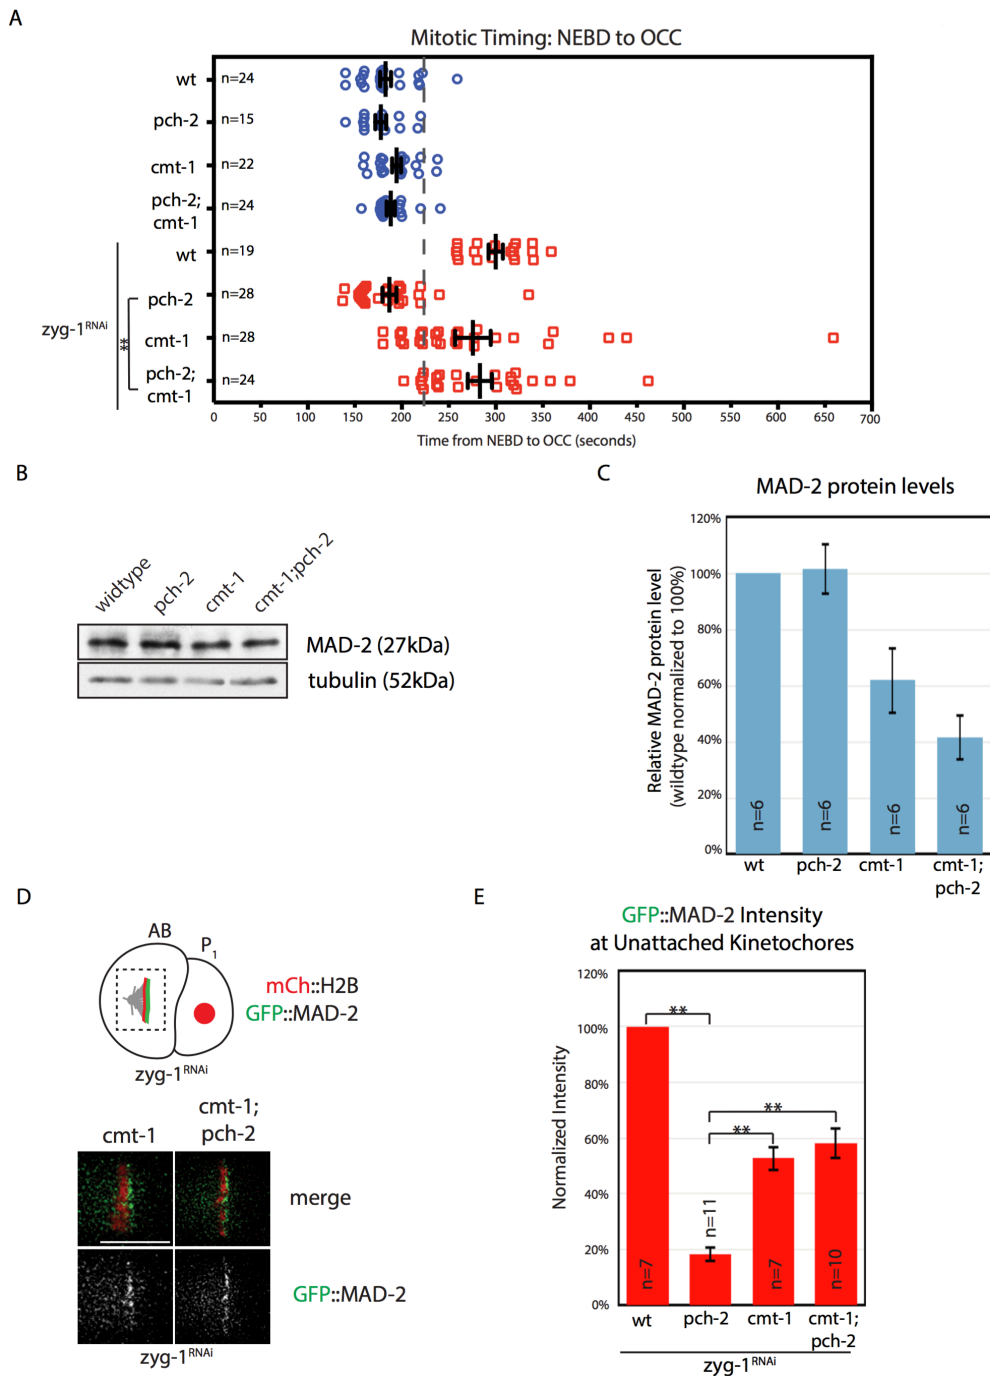 A
Mitotic Timing: NEBD to OCC
wt n=24
pch-2 n=15
cmt-1 n=22
pch-2;
cmt-1 n=24
wt n=19
pch-2 n=28
cmt-1 n=28
pch-2;
cmt-1 n=24
zyg-1RNAi
**
0 50 100 150 200 250 300 350 400 450 500 550 600 650 700
Time from NEBD to OCC (seconds)
B
widtype pch-2 cmt-1 cmt-1;pch-2
MAD-2 (27kDa)
tubulin (52kDa)
C
MAD-2 protein levels
Relative MAD-2 protein level
(wildtype normalized to 100%)
120%
100%
80%
60%
40%
20%
0%
n=6 n=6 n=6 n=6
wt pch-2 cmt-1 cmt-1;
pch-2
D
AB P1
mCh::H2B
GFP::MAD-2
zyg-1RNAi
cmt-1 cmt-1;
pch-2
merge
GFP::MAD-2
zyg-1RNAi
E
GFP::MAD-2 Intensity
at Unattached Kinetochores
Normalized Intensity
120%
100%
80%
60%
40%
20%
0%
**
**
**
n=7 n=11 n=7 n=10
wt pch-2 cmt-1 cmt-1;
pch-2
zyg-1RNAi